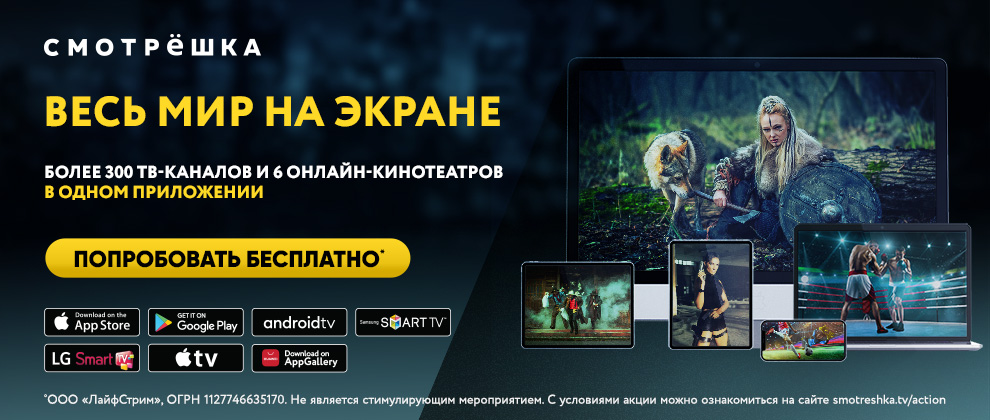 СМОТРЁШКА
ВЕСЬ МИР НА ЭКРАНЕ
БОЛЕЕ 300 ТВ-КАНАЛОВ И 6 ОНЛАЙН-КИНОТЕАТРОВ
В ОДНОМ ПРИЛОЖЕНИИ
ПОПРОБОВАТЬ БЕСПЛАТНО*
Download on the
App Store
GET IT ON
Google Play
androidtv
Samsung SMART TV™
LG Smart TV
tv
HUAWEI
Download on
AppGallery
*ООО «ЛайфСтрим», ОГРН 1127746635170. Не является стимулирующим мероприятием. С условиями акции можно ознакомиться на сайте smotreshka.tv/action